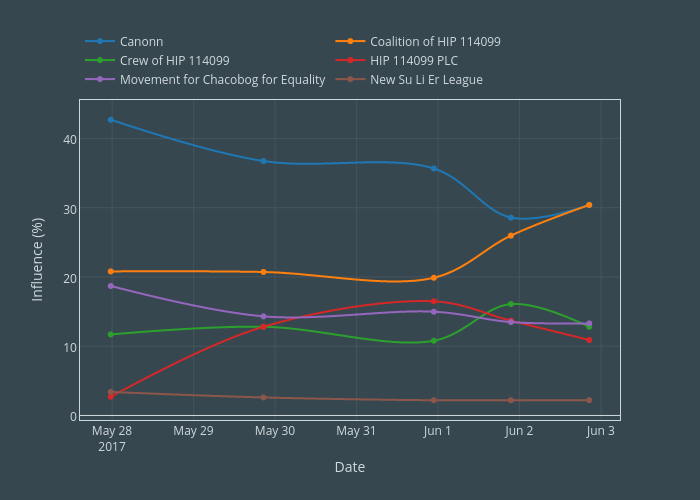 Canonn
Coalition of HIP 114099
Crew of HIP 114099
HIP 114099 PLC
Movement for Chacobog for Equality
New Su Li Er League
Influence (%)
40
30
20
10
0
May 28
2017
May 29
May 30
May 31
Jun 1
Jun 2
Jun 3
Date